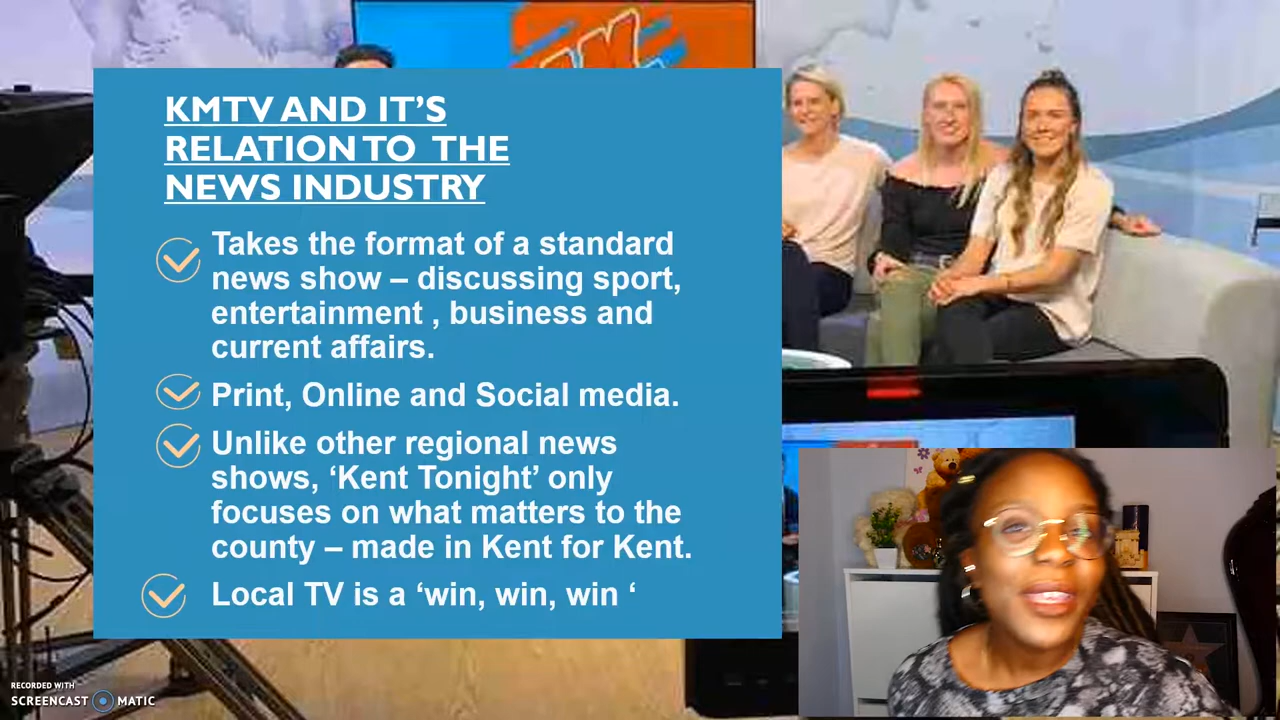 KMTV AND IT’S
RELATION TO THE
NEWS INDUSTRY
Takes the format of a standard
news show – discussing sport,
entertainment , business and
current affairs.
Print, Online and Social media.
Unlike other regional news
shows, ‘Kent Tonight’ only
focuses on what matters to the
county – made in Kent for Kent.
Local TV is a ‘win, win, win ‘
RECORDED WITH
SCREENCAST MATIC